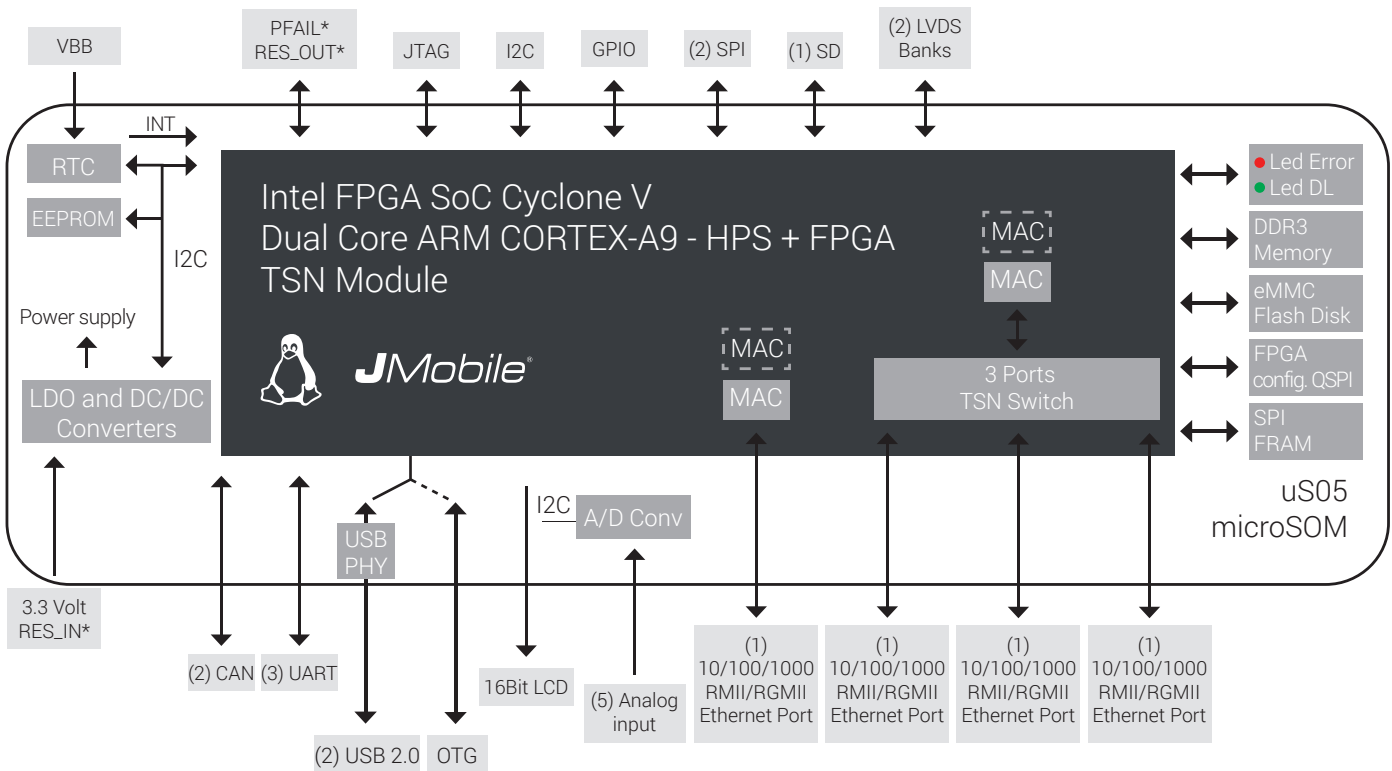 VBB
PFAIL*
RES_OUT*
JTAG
I2C
GPIO
(2) SPI
(1) SD
(2) LVDS
Banks
INT
RTC
EEPROM
I2C
Power supply
LDO and DC/DC
Converters
Intel FPGA SoC Cyclone V
Dual Core ARM CORTEX-A9 - HPS + FPGA
TSN Module
JMobile®
MAC
MAC
MAC
MAC
3 Ports
TSN Switch
Led Error
Led DL
DDR3
Memory
eMMC
Flash Disk
FPGA
config. QSPI
SPI
FRAM
uS05
microSOM
USB
PHY
I2C
A/D Conv
3.3 Volt
RES_IN*
(2) CAN
(3) UART
(2) USB 2.0
OTG
16Bit LCD
(5) Analog
input
(1)
10/100/1000
RMII/RGMII
Ethernet Port
(1)
10/100/1000
RMII/RGMII
Ethernet Port
(1)
10/100/1000
RMII/RGMII
Ethernet Port
(1)
10/100/1000
RMII/RGMII
Ethernet Port